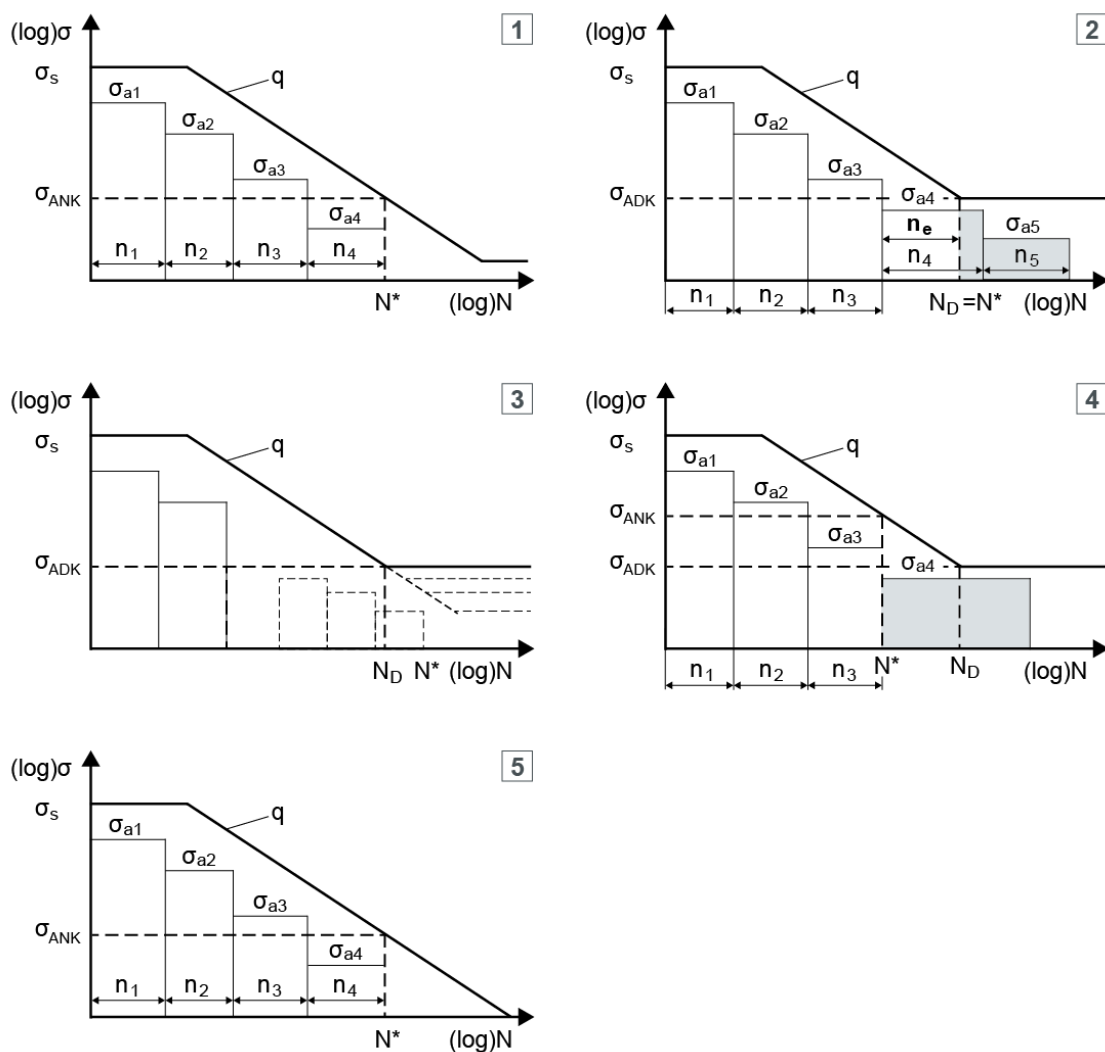 (log)σ
1
σs
q
σa1
σa2
σa3
σANK
σa4
n1 n2 n3 n4
N* (log)N
(log)σ
2
σs
q
σa1
σa2
σa3
σADK
σa4
ne
σa5
n4 n5
n1 n2 n3
ND=N* (log)N
(log)σ
3
σs
q
σADK
ND N* (log)N
(log)σ
4
σs
q
σa1
σa2
σANK
σa3
σADK
σa4
n1 n2 n3
N* ND (log)N
(log)σ
5
σs
q
σa1
σa2
σa3
σANK
σa4
n1 n2 n3 n4
N* (log)N